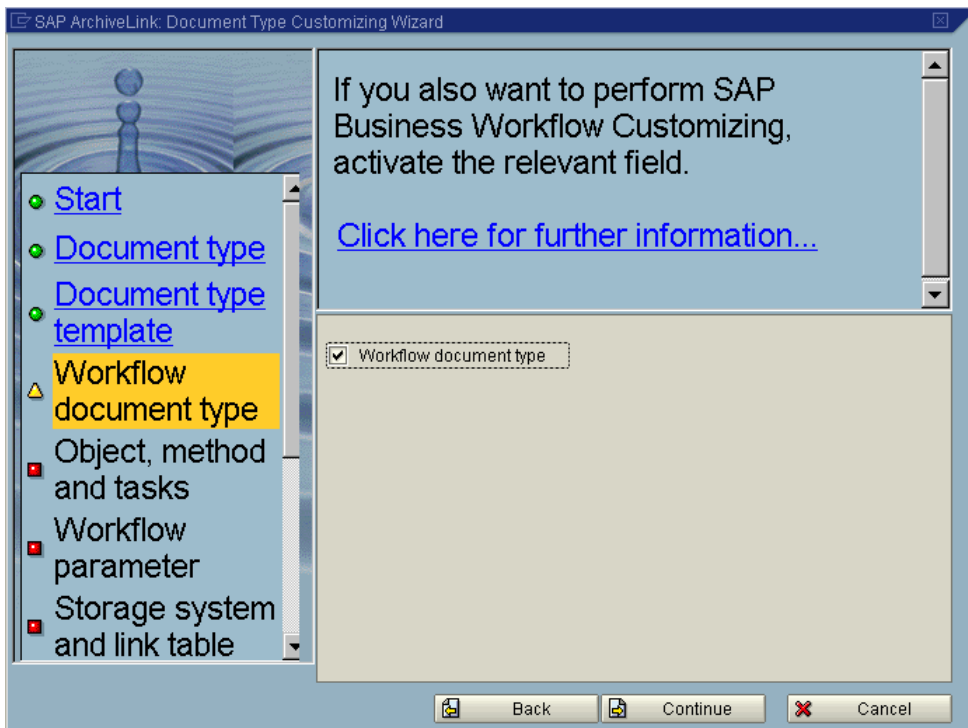 SAP ArchiveLink: Document Type Customizing Wizard
Start
Document type
Document type
template
Workflow
document type
Object, method
and tasks
Workflow
parameter
Storage system
and link table
If you also want to perform SAP
Business Workflow Customizing,
activate the relevant field.
Click here for further information...
Workflow document type
Back
Continue
Cancel